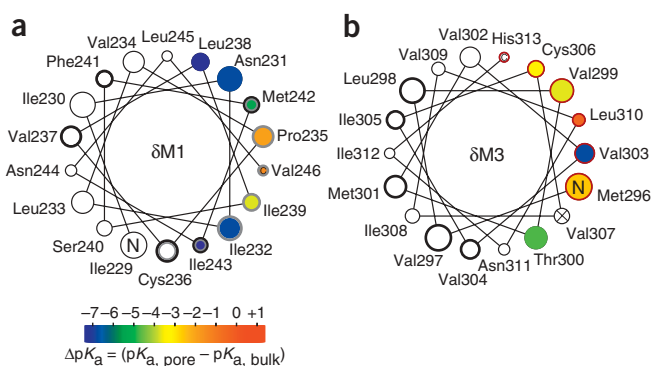 a
Leu245
Val234
Leu238
Phe241
Asn231
Ile230
Met242
Val237
δM1
Pro235
Asn244
Val246
Leu233
Ile239
Ser240
Ile232
N
Ile229
Ile243
Cys236
b
Val302
His313
Val309
Cys306
Leu298
Val299
Ile305
Leu310
Ile312
δM3
Val303
Met301
N
Met296
Ile308
Val307
Val297
Thr300
Asn311
Val304
−7 −6 −5 −4 −3 −2 −1 0 +1
ΔpKa = (pKa, pore − pKa, bulk)